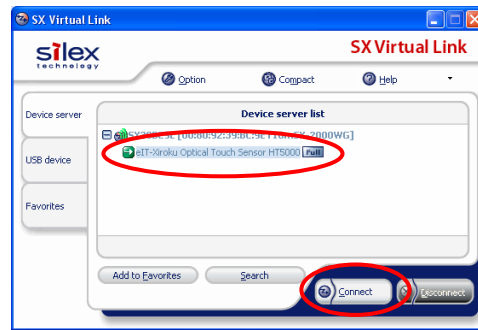 SX Virtual Link
silex
technology
SX Virtual Link
Option Compact Help
Device server
Device server list
USB device
eIT-Xiroku Optical Touch Sensor HT5000 Full
Favorites
Add to Favorites Search
Connect Disconnect